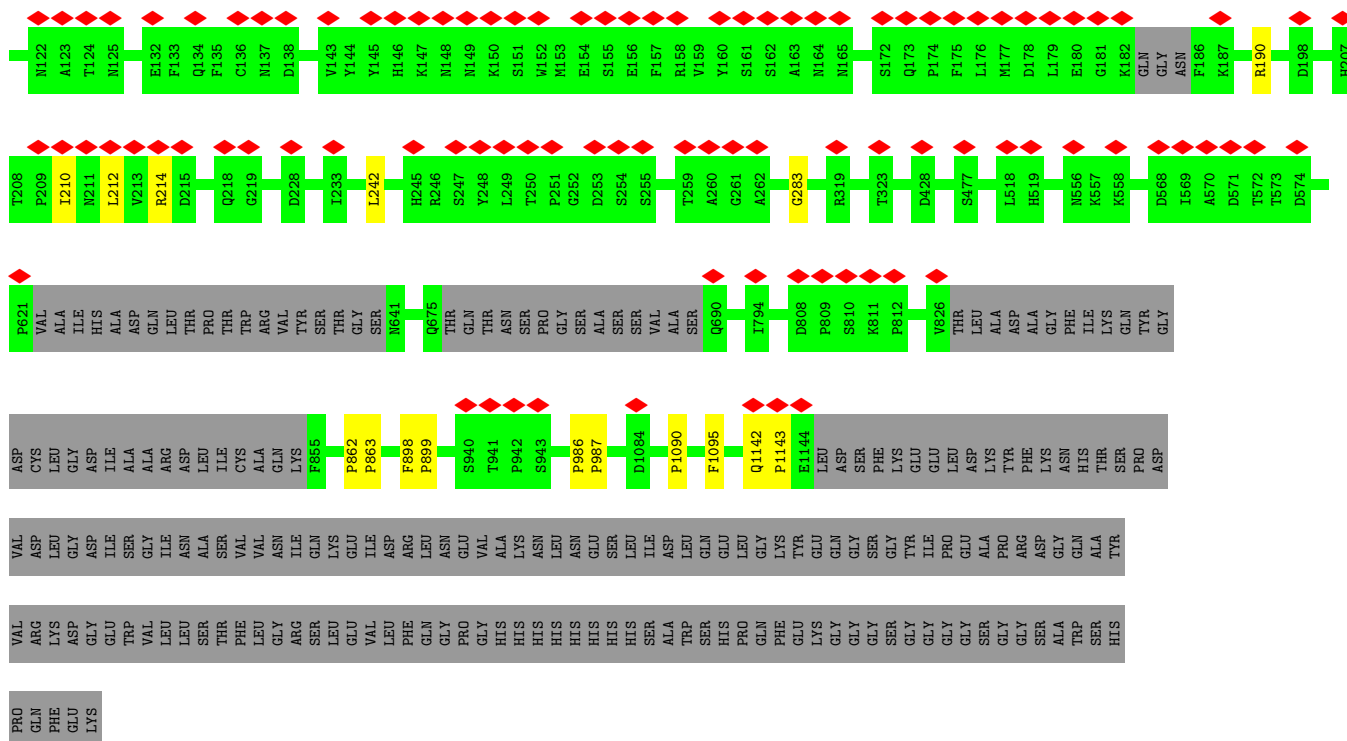 N122 A123 T124 N125 E132 F133 Q134 F135 C136 N137 D138 V143 Y144 Y145 H146 K147 N148 N149 K150 S151 W152 M153 E154 S155 E156 F157 R158 V159 Y160 S161 S162 A163 N164 N165 S172 Q173 P174 F175 L176 M177 D178 L179 E180 G181 K182 GLN GLY ASN F186 K187 R190 D198 H207
T208 P209 I210 N211 L212 V213 R214 D215 Q218 G219 D228 I233 L242 H245 R246 S247 Y248 L249 T250 P251 G252 D253 S254 S255 T259 A260 G261 A262 G283 R319 T323 D428 S477 L518 H519 N556 K557 K558 D568 I569 A570 D571 T572 T573 D574
P621 VAL ALA ILE HIS ALA ASP GLN LEU THR PRO THR TRP ARG VAL TYR SER THR GLY SER N641 Q675 THR GLN THR ASN SER PRO GLY SER ALA SER SER VAL ALA SER Q690 I794 D808 P809 S810 K811 P812 V826 THR LEU ALA ASP ALA GLY PHE ILE LYS GLN TYR GLY
ASP CYS LEU GLY ASP ILE ALA ALA ARG ASP LEU ILE CYS ALA GLN LYS F855 P862 P863 F898 P899 S940 T941 P942 S943 P986 P987 D1084 P1090 F1095 Q1142 P1143 E1144 LEU ASP SER PHE LYS GLU GLU LEU ASP LYS TYR PHE LYS ASN HIS THR SER PRO ASP
VAL ASP LEU GLY ASP ILE SER GLY ILE ASN ALA SER VAL VAL ASN ILE GLN LYS GLU ILE ASP ARG LEU ASN GLU VAL ALA LYS ASN LEU ASN GLU SER LEU ILE ASP LEU GLN GLU LEU GLY LYS TYR GLU GLN GLY SER GLY TYR ILE PRO GLU ALA PRO ARG ASP GLY GLN ALA TYR
VAL ARG LYS ASP GLY GLU TRP VAL LEU LEU SER THR PHE LEU GLY ARG SER LEU GLU VAL LEU PHE GLN GLY PRO GLY HIS HIS HIS HIS HIS HIS HIS HIS SER ALA TRP SER HIS PRO GLN PHE GLU LYS GLY GLY GLY SER GLY GLY GLY GLY SER GLY GLY SER ALA TRP SER HIS
PRO GLN PHE GLU LYS